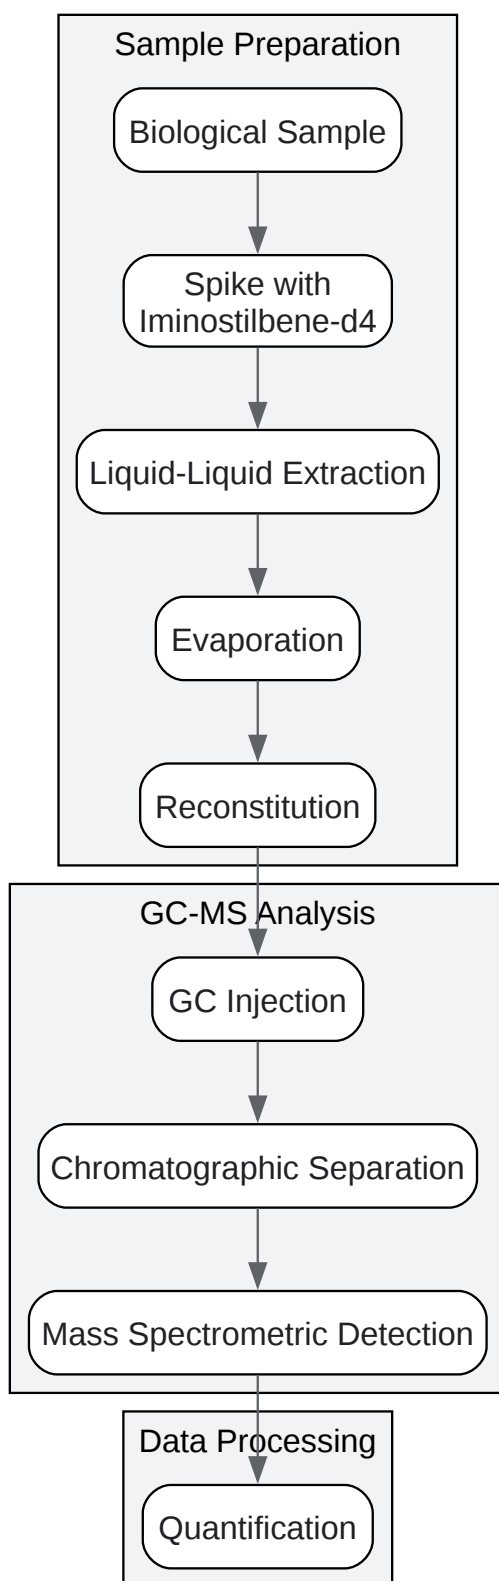 Sample Preparation
Biological Sample
Spike with
Iminostilbene-d4
Liquid-Liquid Extraction
Evaporation
Reconstitution
GC-MS Analysis
GC Injection
Chromatographic Separation
Mass Spectrometric Detection
Data Processing
Quantification